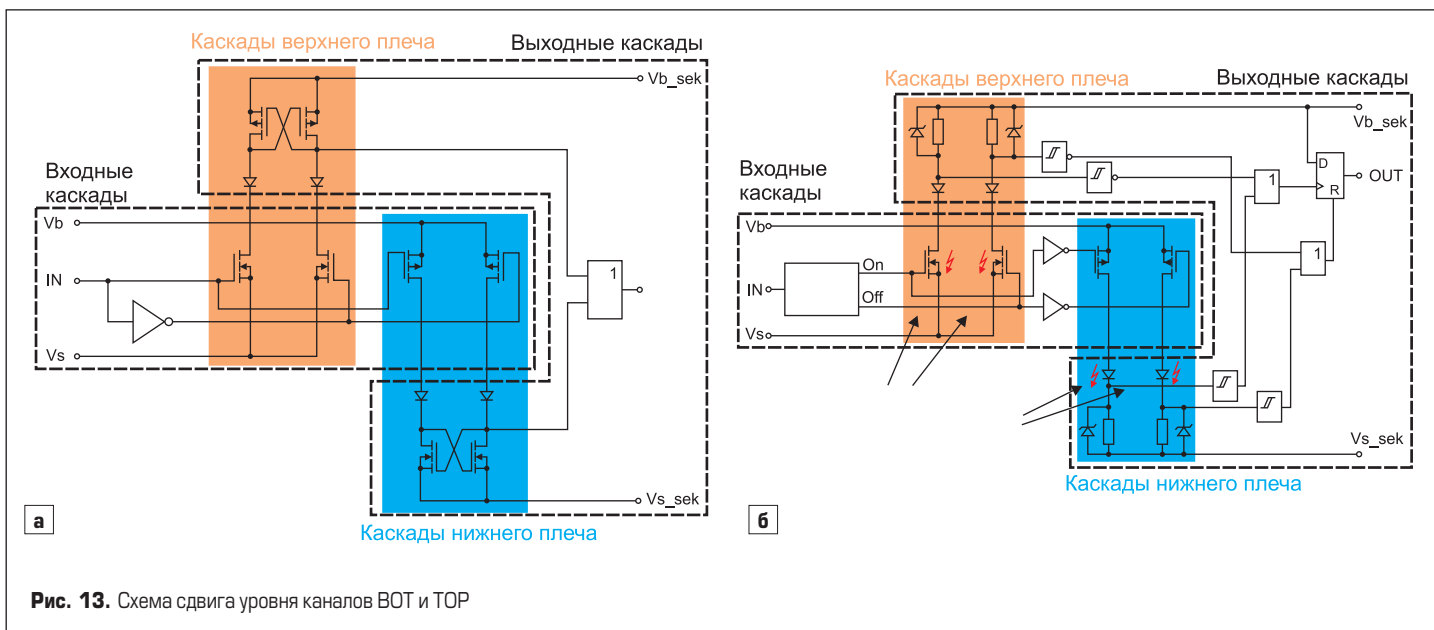 Каскады верхнего плеча
Выходные каскады
Vb_sek
Входные
каскады
Vb
IN
Vs
1
Vs_sek
Каскады нижнего плеча
а
Каскады верхнего плеча
Выходные каскады
Vb_sek
D
R
OUT
1
1
Входные
каскады
Vb
On
IN
Off
Vs
Vs_sek
Каскады нижнего плеча
б
Рис. 13. Схема сдвига уровня каналов BOT и TOP